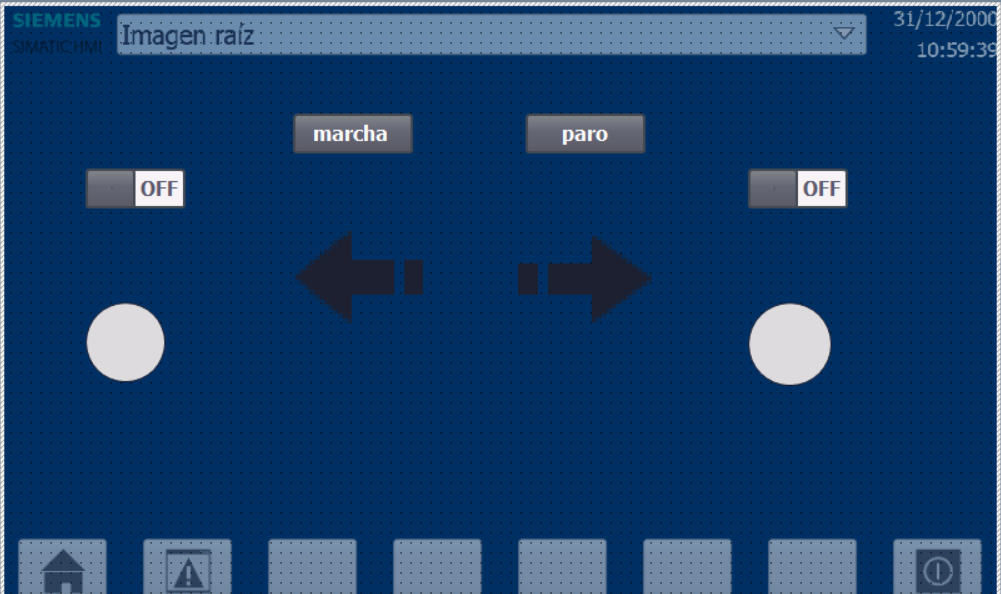 SIEMENS
SIMATIC HMI
Imagen raíz
31/12/2000
10:59:39
marcha
paro
OFF
OFF